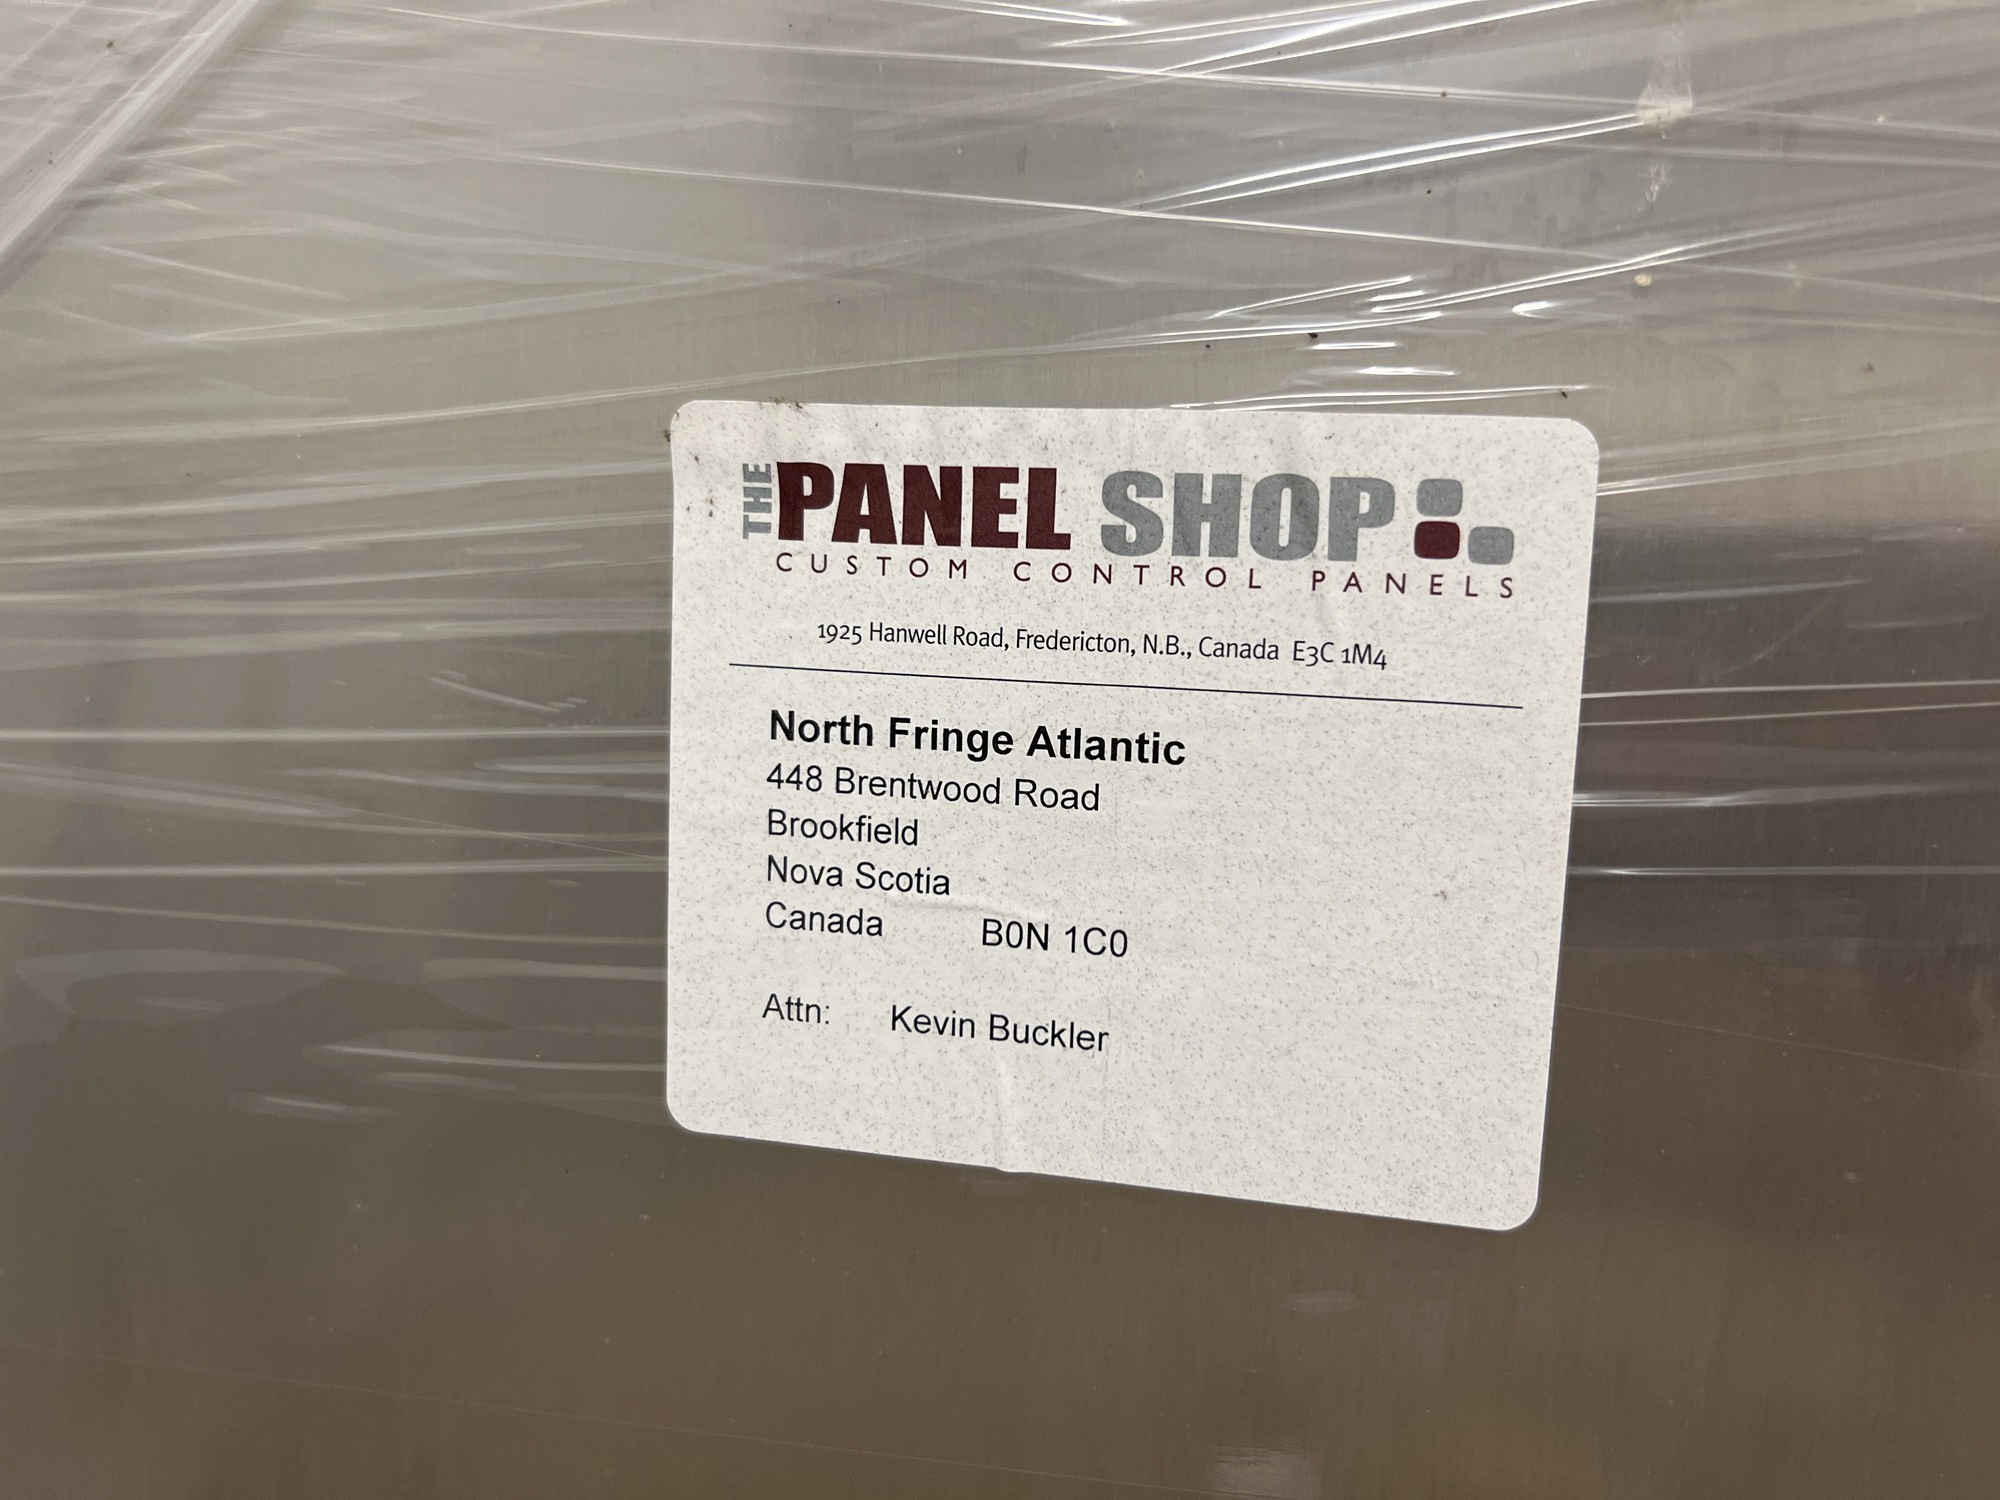 THE PANEL SHOP
CUSTOM CONTROL PANELS
1925 Hanwell Road, Fredericton, N.B., Canada E3C 1M4
North Fringe Atlantic
448 Brentwood Road
Brookfield
Nova Scotia
Canada B0N 1C0
Attn: Kevin Buckler